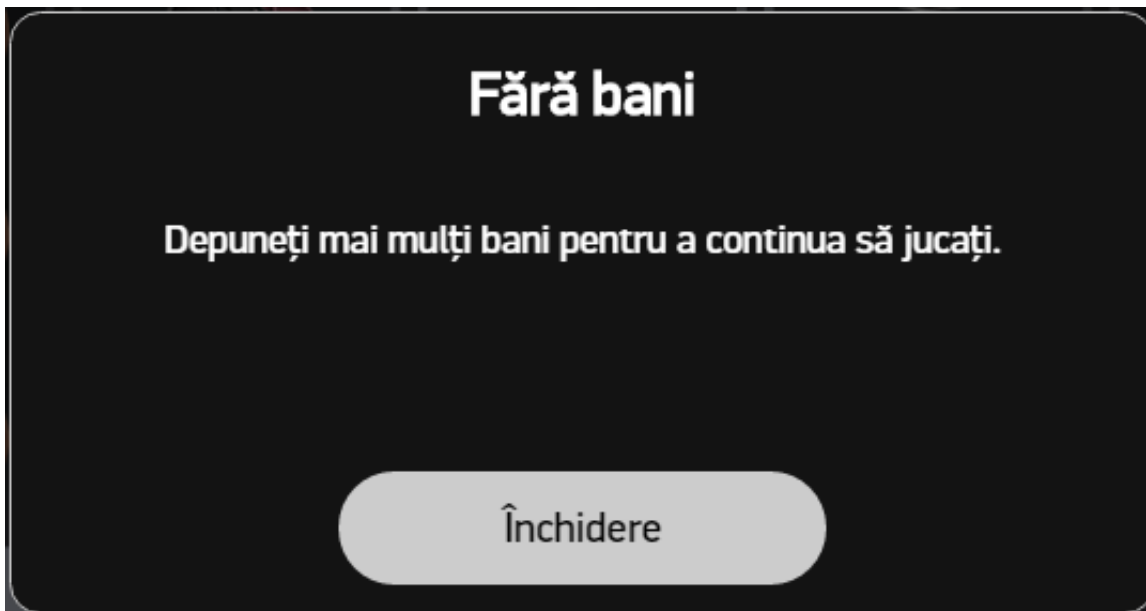 Fără bani
Depuneți mai mulți bani pentru a continua să jucați.
Închidere